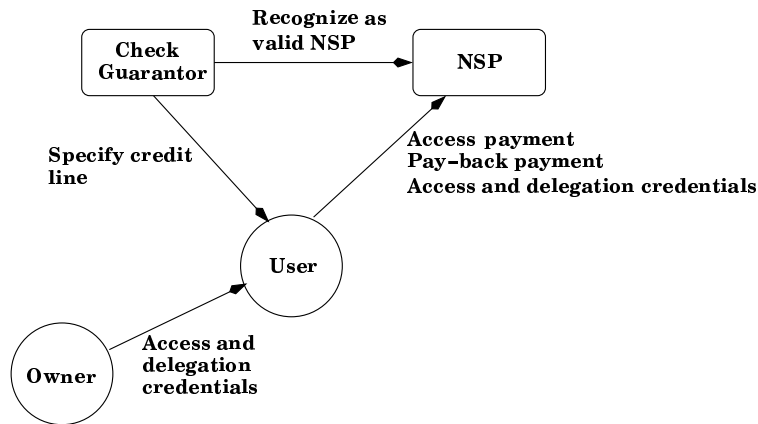 Recognize as
valid NSP
Check
Guarantor
NSP
Access payment
Pay-back payment
Access and delegation credentials
Specify credit
line
User
Access and
delegation
credentials
Owner